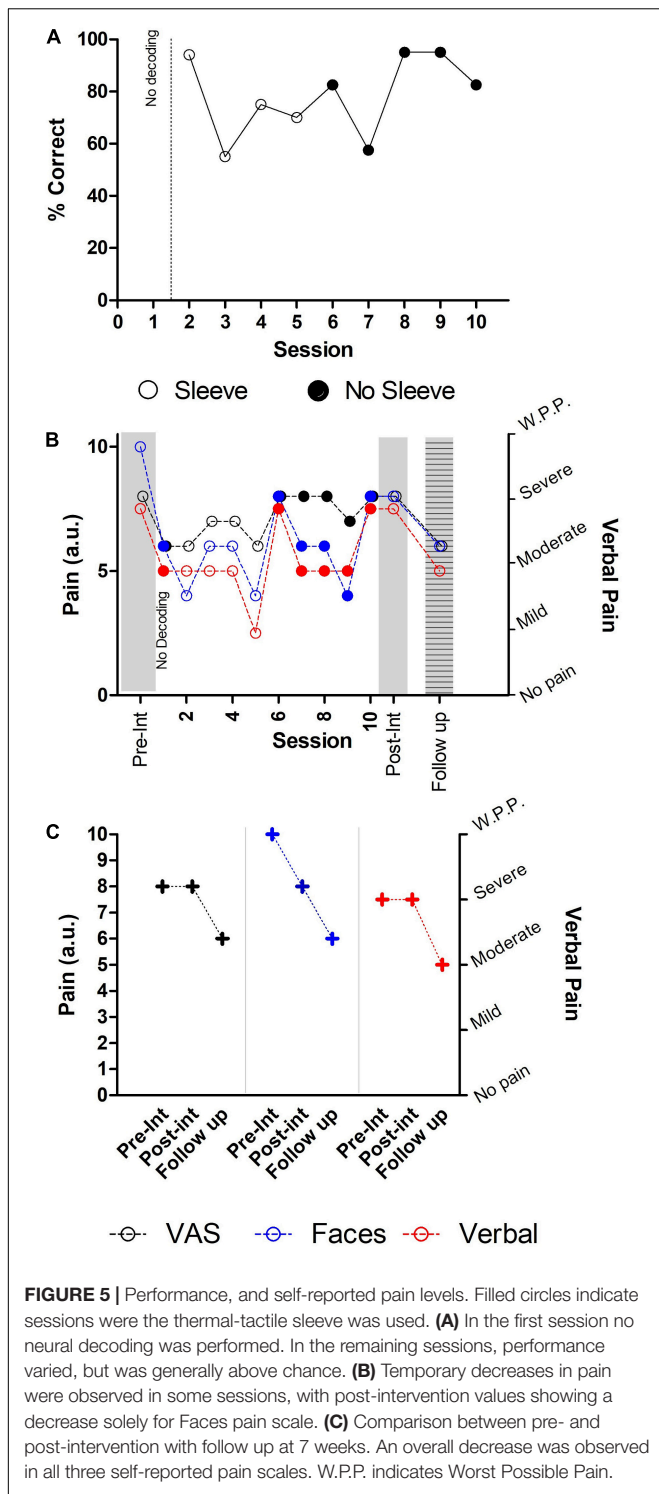 A
100
80
60
40
20
0
% Correct
No decoding
0 1 2 3 4 5 6 7 8 9 10
Session
Sleeve No Sleeve
B
10
5
0
Pain (a.u.)
No Decoding
W.P.P.
Severe
Moderate
Mild
No pain
Verbal Pain
Pre-Int 2 4 6 8 10 Post-Int Follow up
Session
C
10
9
8
7
6
5
4
3
2
1
0
Pain (a.u.)
W.P.P.
Severe
Moderate
Mild
No pain
Verbal Pain
Pre-Int Post-int Follow up Pre-Int Post-int Follow up Pre-Int Post-int Follow up
VAS Faces Verbal
FIGURE 5 | Performance, and self-reported pain levels. Filled circles indicate
sessions were the thermal-tactile sleeve was used. (A) In the first session no
neural decoding was performed. In the remaining sessions, performance
varied, but was generally above chance. (B) Temporary decreases in pain
were observed in some sessions, with post-intervention values showing a
decrease solely for Faces pain scale. (C) Comparison between pre- and
post-intervention with follow up at 7 weeks. An overall decrease was observed
in all three self-reported pain scales. W.P.P. indicates Worst Possible Pain.